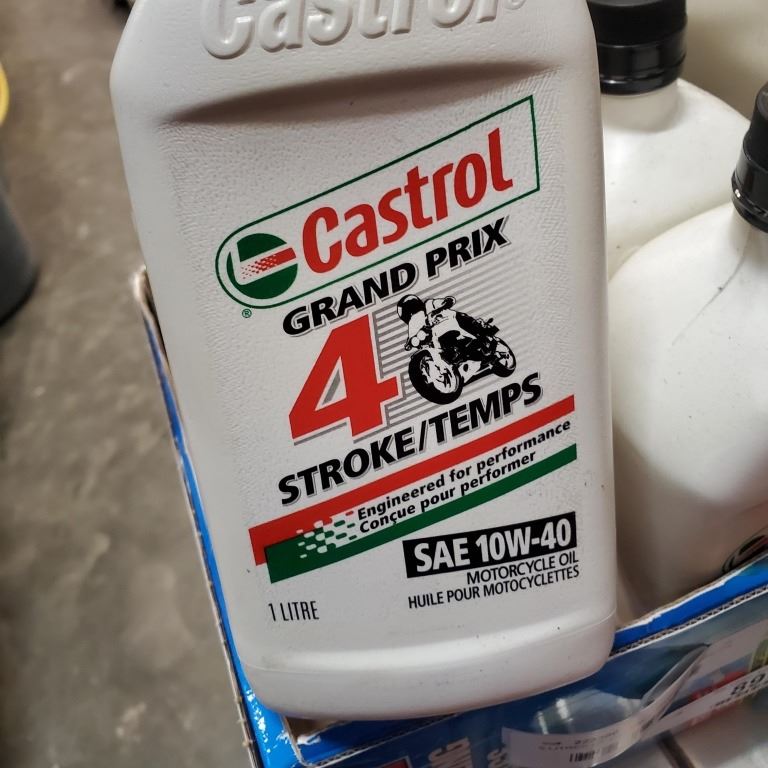 Castrol®
Castrol
®
GRAND PRIX
4
STROKE/TEMPS
Engineered for performance
Conçue pour performer
SAE 10W-40
MOTORCYCLE OIL
HUILE POUR MOTOCYCLETTES
1 LITRE